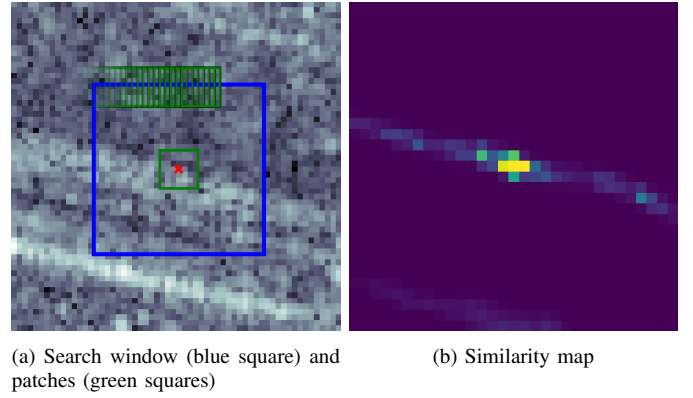 (a) Search window (blue square) and
patches (green squares)
(b) Similarity map